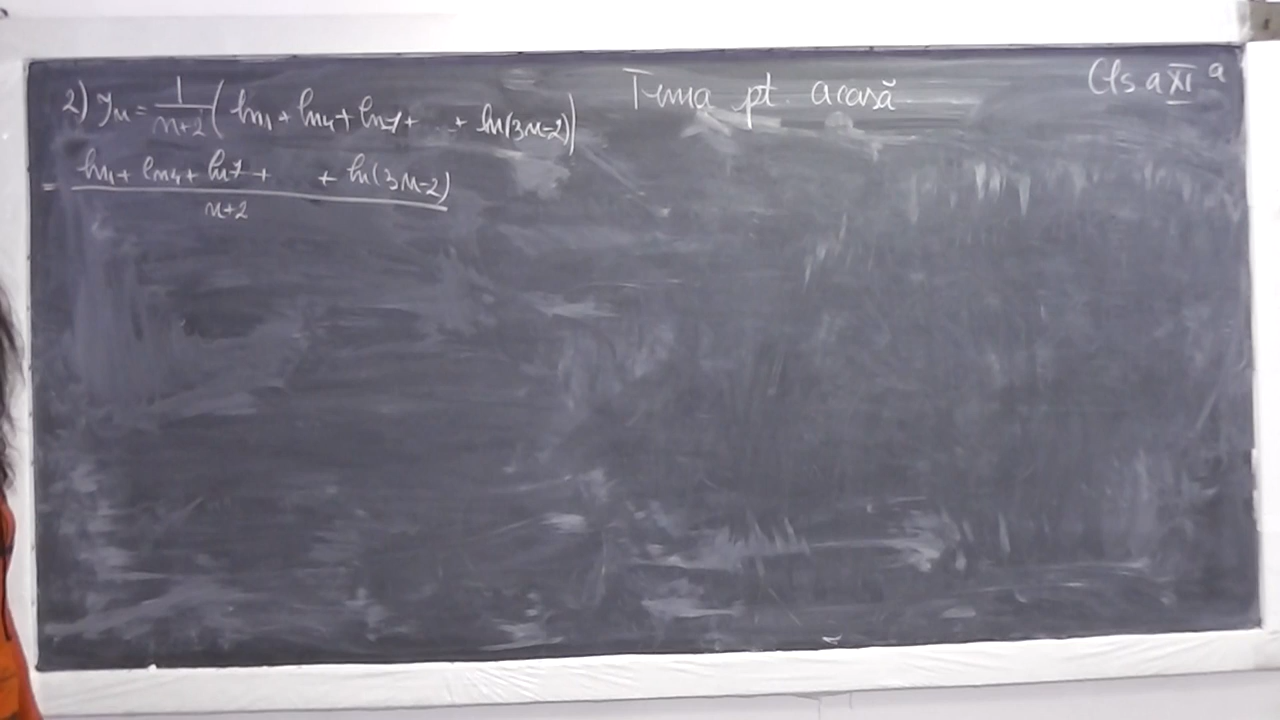 Tema pt. acasă
Cls a XI a
2) yn = 1/(n+2) (ln1 + ln4 + ln7 + ... + ln(3n-2))
= (ln1 + ln4 + ln7 + + ln(3n-2))/(n+2)